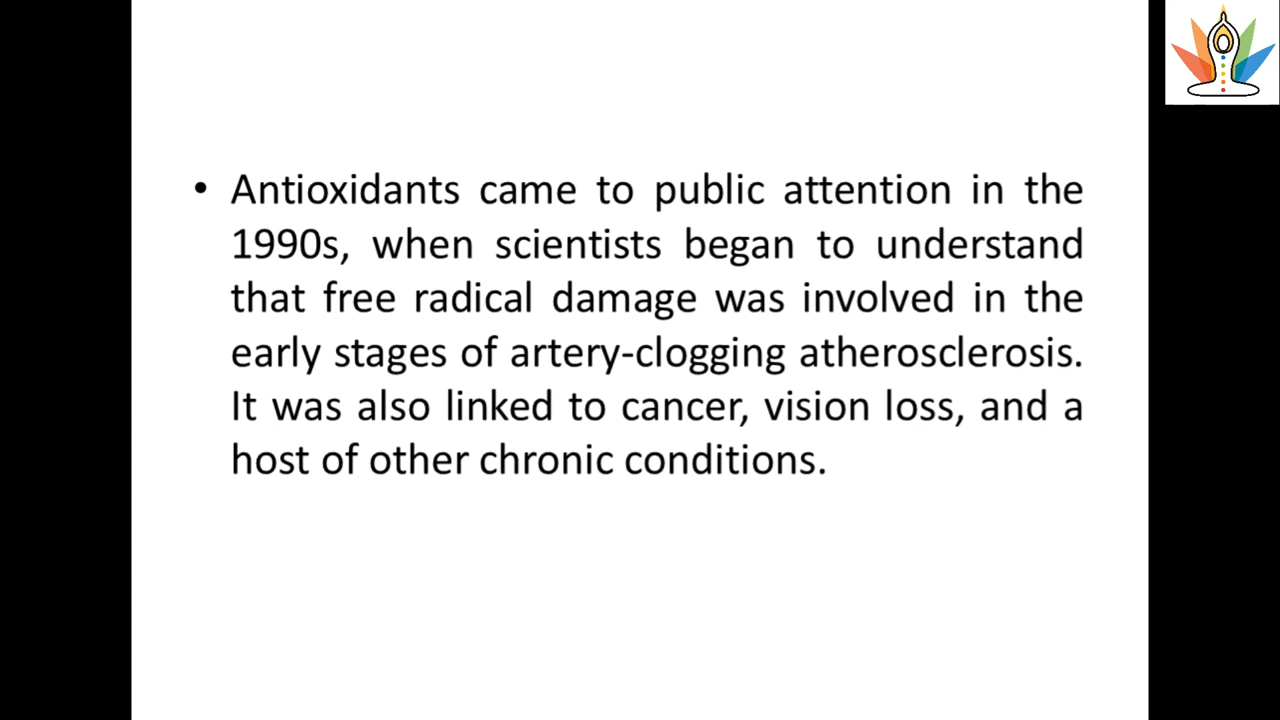 • Antioxidants came to public attention in the
1990s, when scientists began to understand
that free radical damage was involved in the
early stages of artery-clogging atherosclerosis.
It was also linked to cancer, vision loss, and a
host of other chronic conditions.